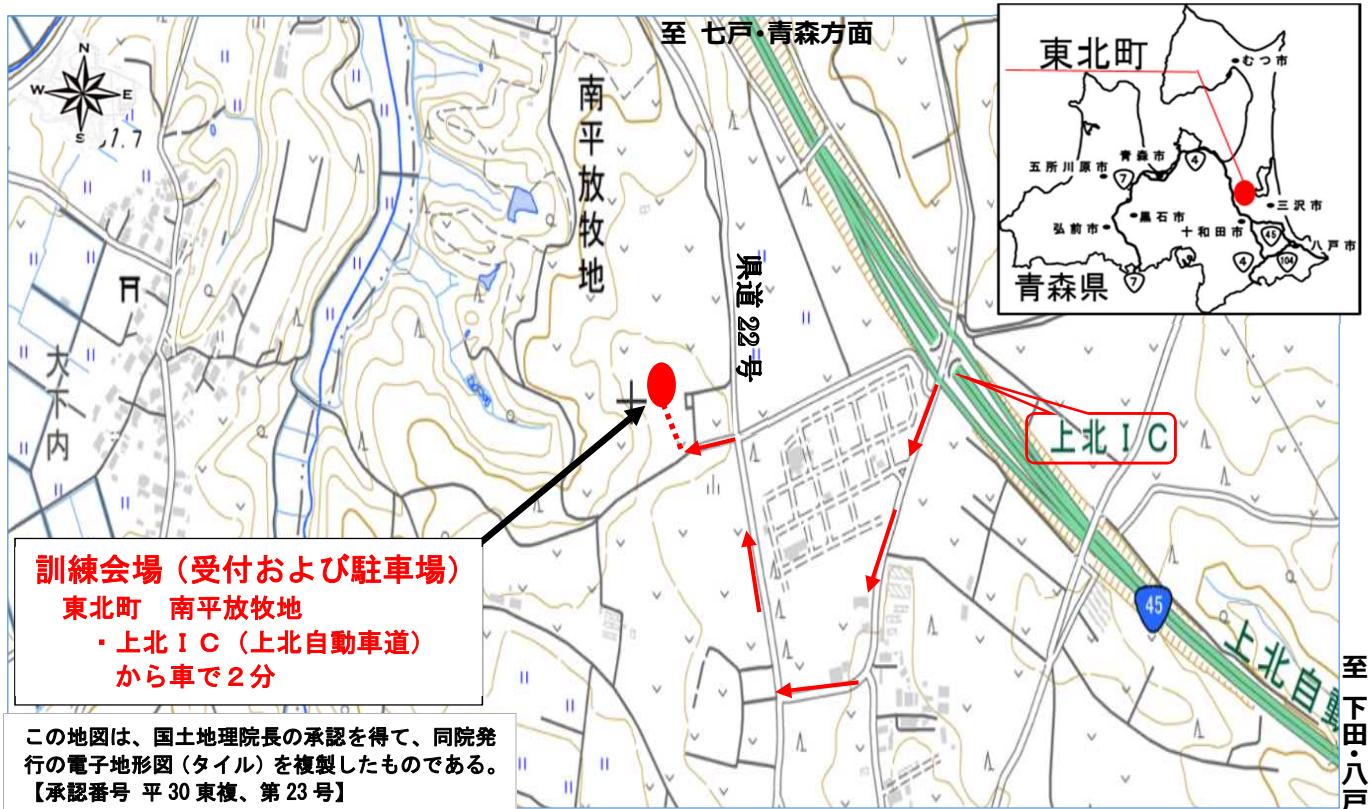 至 七戸・青森方面
N
W
E
S
51.7
南平放牧地
県道 22 号
大下内
上北ＩＣ
45
上北自動
至 下田・八戸
東北町
むつ市
青森市
4
五所川原市
7
三沢市
黒石市
弘前市
十和田市
45
八戸市
4
104
7
青森県
訓練会場（受付および駐車場）
東北町　南平放牧地
・上北ＩＣ（上北自動車道）
から車で２分
この地図は、国土地理院長の承認を得て、同院発
行の電子地形図（タイル）を複製したものである。
【承認番号 平 30 東複、第 23 号】